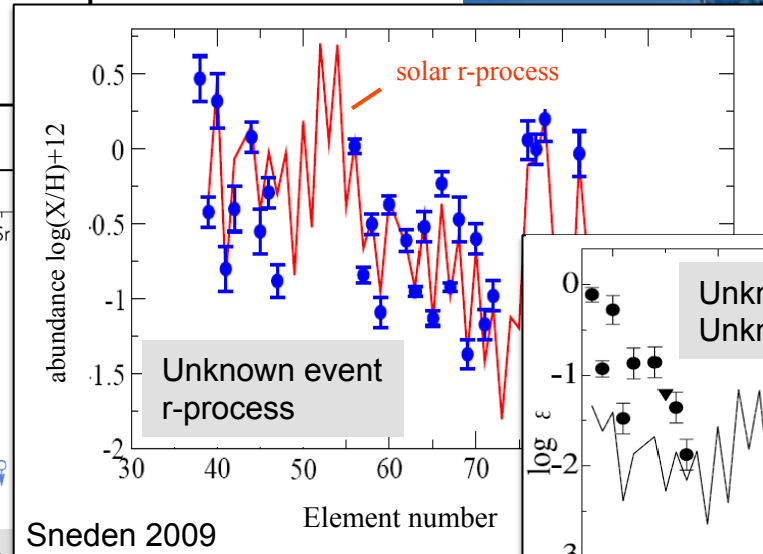 solar r-process
abundance log(X/H)+12
0.5
0
-0.5
-1
-1.5
-2
30
40
50
60
70
Element number
Unknown event
r-process
Sneden 2009
0
-1
-2
-3
log ε